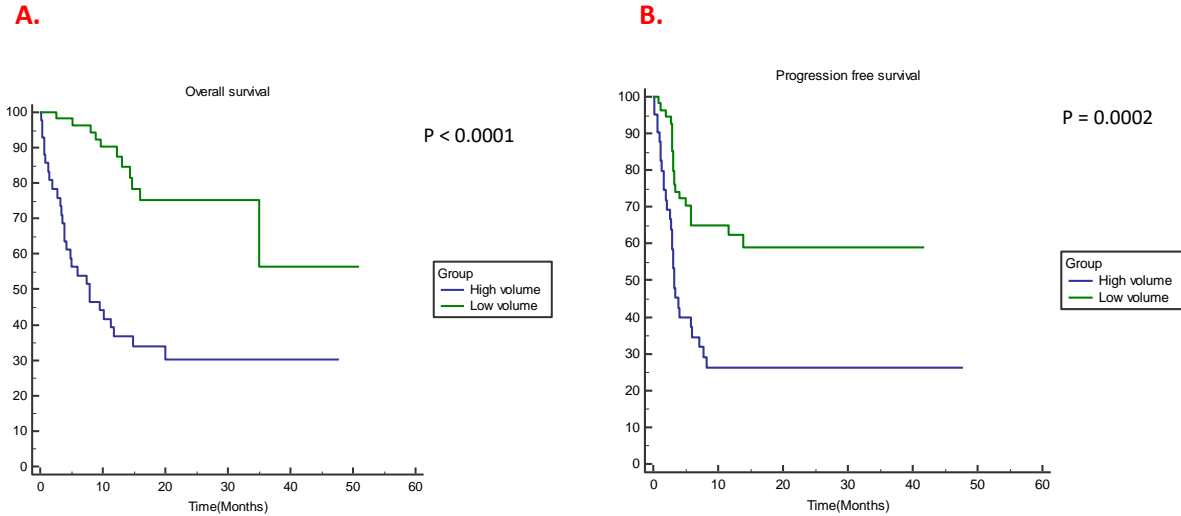 A.
Overall survival
P < 0.0001
100
90
80
70
60
50
40
30
20
10
0
0 10 20 30 40 50 60
Time(Months)
Group
High volume
Low volume
B.
Progression free survival
P = 0.0002
100
90
80
70
60
50
40
30
20
10
0
0 10 20 30 40 50 60
Time(Months)
Group
High volume
Low volume